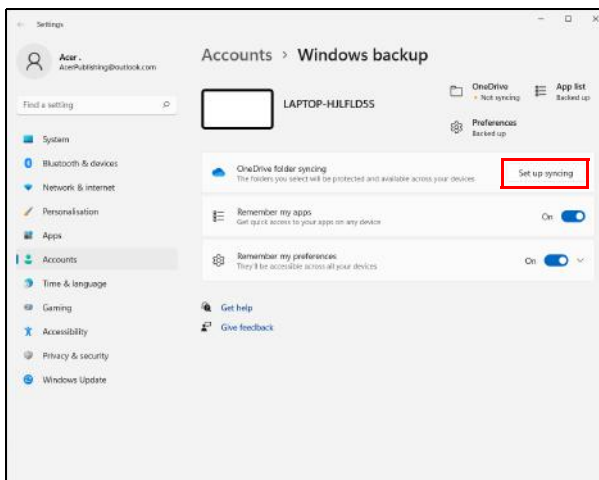 Settings
Acer .
AcerPublishing@outlook.com
Find a setting
System
Bluetooth & devices
Network & internet
Personalisation
Apps
Accounts
Time & language
Gaming
Accessibility
Privacy & security
Windows Update
Accounts > Windows backup
LAPTOP-HJLFLD5S
OneDrive
• Not syncing
App list
Backed up
Preferences
Backed up
OneDrive folder syncing
The folders you select will be protected and available across your devices
Set up syncing
Remember my apps
Get quick access to your apps on any device
On
Remember my preferences
They'll be accessible across all your devices
On
Get help
Give feedback